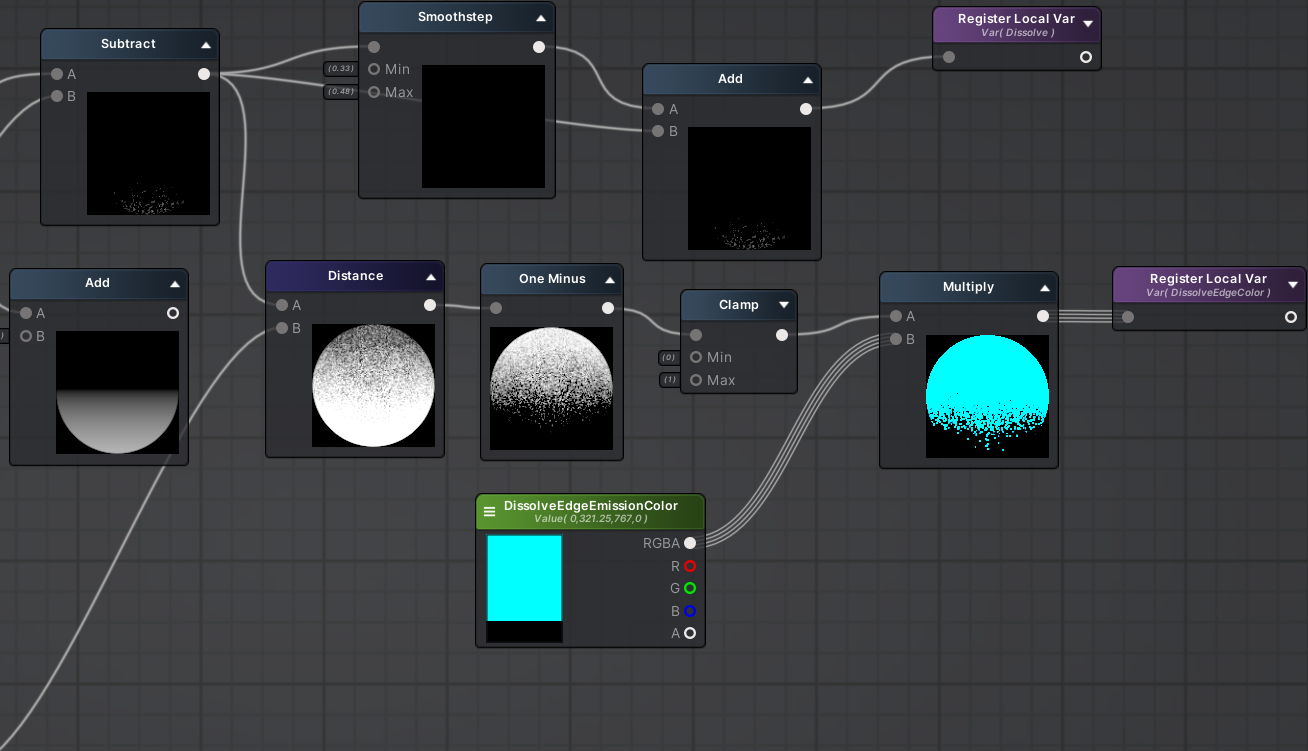 Smoothstep
Min
(0.33)
Max
(0.48)
Register Local Var
Var( Dissolve )
Subtract
A
B
Add
A
B
Add
A
B
)
Distance
A
B
One Minus
Clamp
Min
(0)
Max
(1)
Multiply
A
B
Register Local Var
Var( DissolveEdgeColor )
DissolveEdgeEmissionColor
Value( 0,321.25,767,0 )
RGBA
R
G
B
A